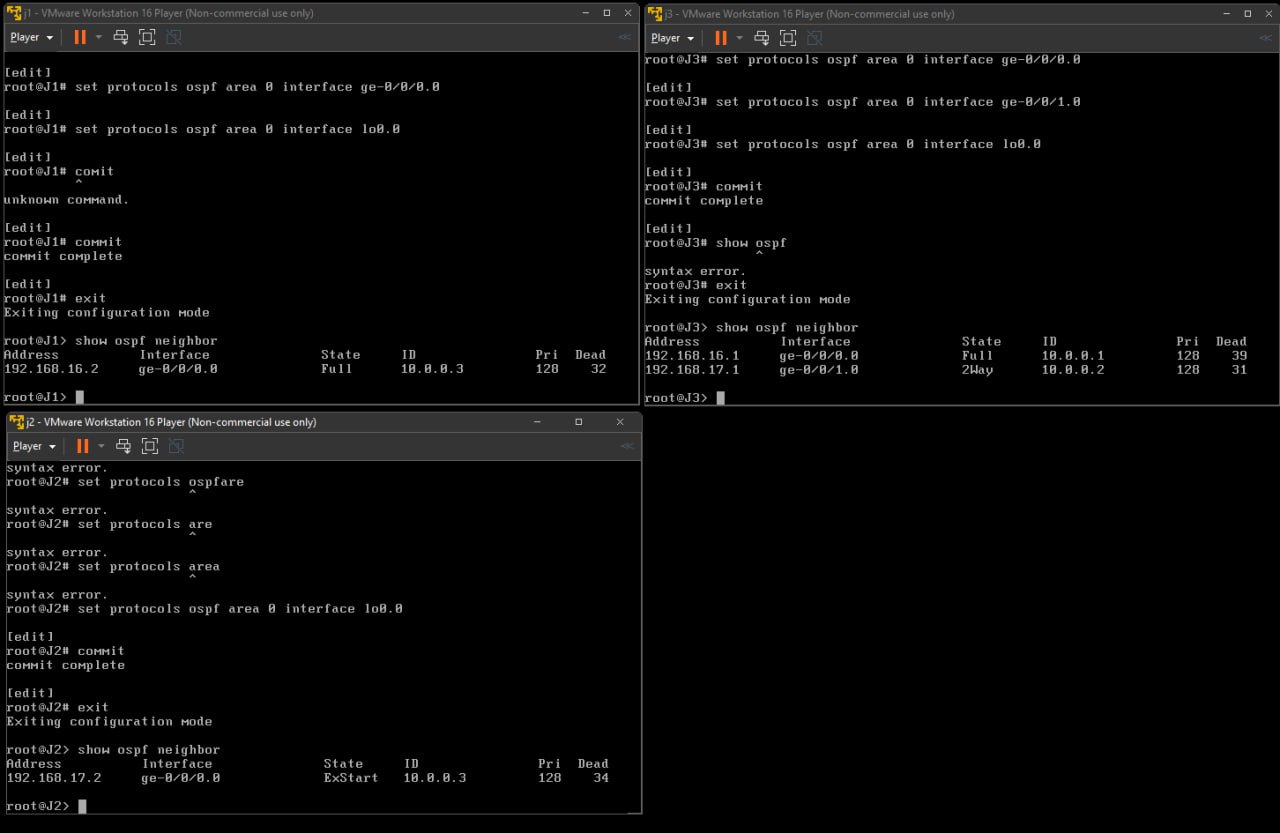 j1 - VMware Workstation 16 Player (Non-commercial use only)
Player
[edit]
root@J1# set protocols ospf area 0 interface ge-0/0/0.0
[edit]
root@J1# set protocols ospf area 0 interface lo0.0
[edit]
root@J1# comit
^
unknown command.
[edit]
root@J1# commit
commit complete
[edit]
root@J1# exit
Exiting configuration mode
root@J1> show ospf neighbor
Address Interface State ID Pri Dead
192.168.16.2 ge-0/0/0.0 Full 10.0.0.3 128 32
root@J1>
j3 - VMware Workstation 16 Player (Non-commercial use only)
Player
root@J3# set protocols ospf area 0 interface ge-0/0/0.0
[edit]
root@J3# set protocols ospf area 0 interface ge-0/0/1.0
[edit]
root@J3# set protocols ospf area 0 interface lo0.0
[edit]
root@J3# commit
commit complete
[edit]
root@J3# show ospf
^
syntax error.
root@J3# exit
Exiting configuration mode
root@J3> show ospf neighbor
Address Interface State ID Pri Dead
192.168.16.1 ge-0/0/0.0 Full 10.0.0.1 128 39
192.168.17.1 ge-0/0/1.0 2Way 10.0.0.2 128 31
root@J3>
j2 - VMware Workstation 16 Player (Non-commercial use only)
Player
syntax error.
root@J2# set protocols ospfare
^
syntax error.
root@J2# set protocols are
^
syntax error.
root@J2# set protocols area
^
syntax error.
root@J2# set protocols ospf area 0 interface lo0.0
[edit]
root@J2# commit
commit complete
[edit]
root@J2# exit
Exiting configuration mode
root@J2> show ospf neighbor
Address Interface State ID Pri Dead
192.168.17.2 ge-0/0/0.0 ExStart 10.0.0.3 128 34
root@J2>